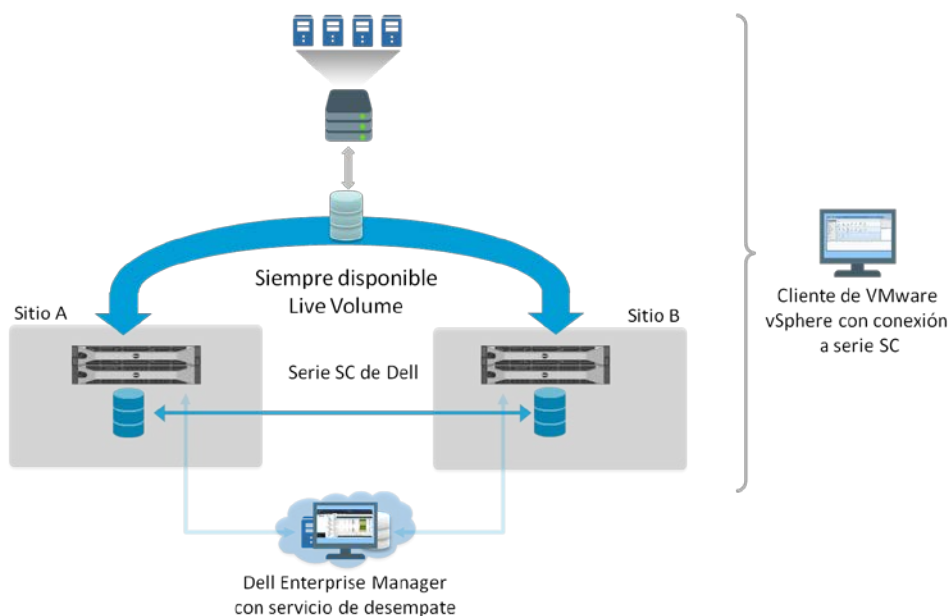 Siempre disponible
Live Volume
Sitio A
Sitio B
Serie SC de Dell
Cliente de VMware
vSphere con conexión
a serie SC
Dell Enterprise Manager
con servicio de desempate